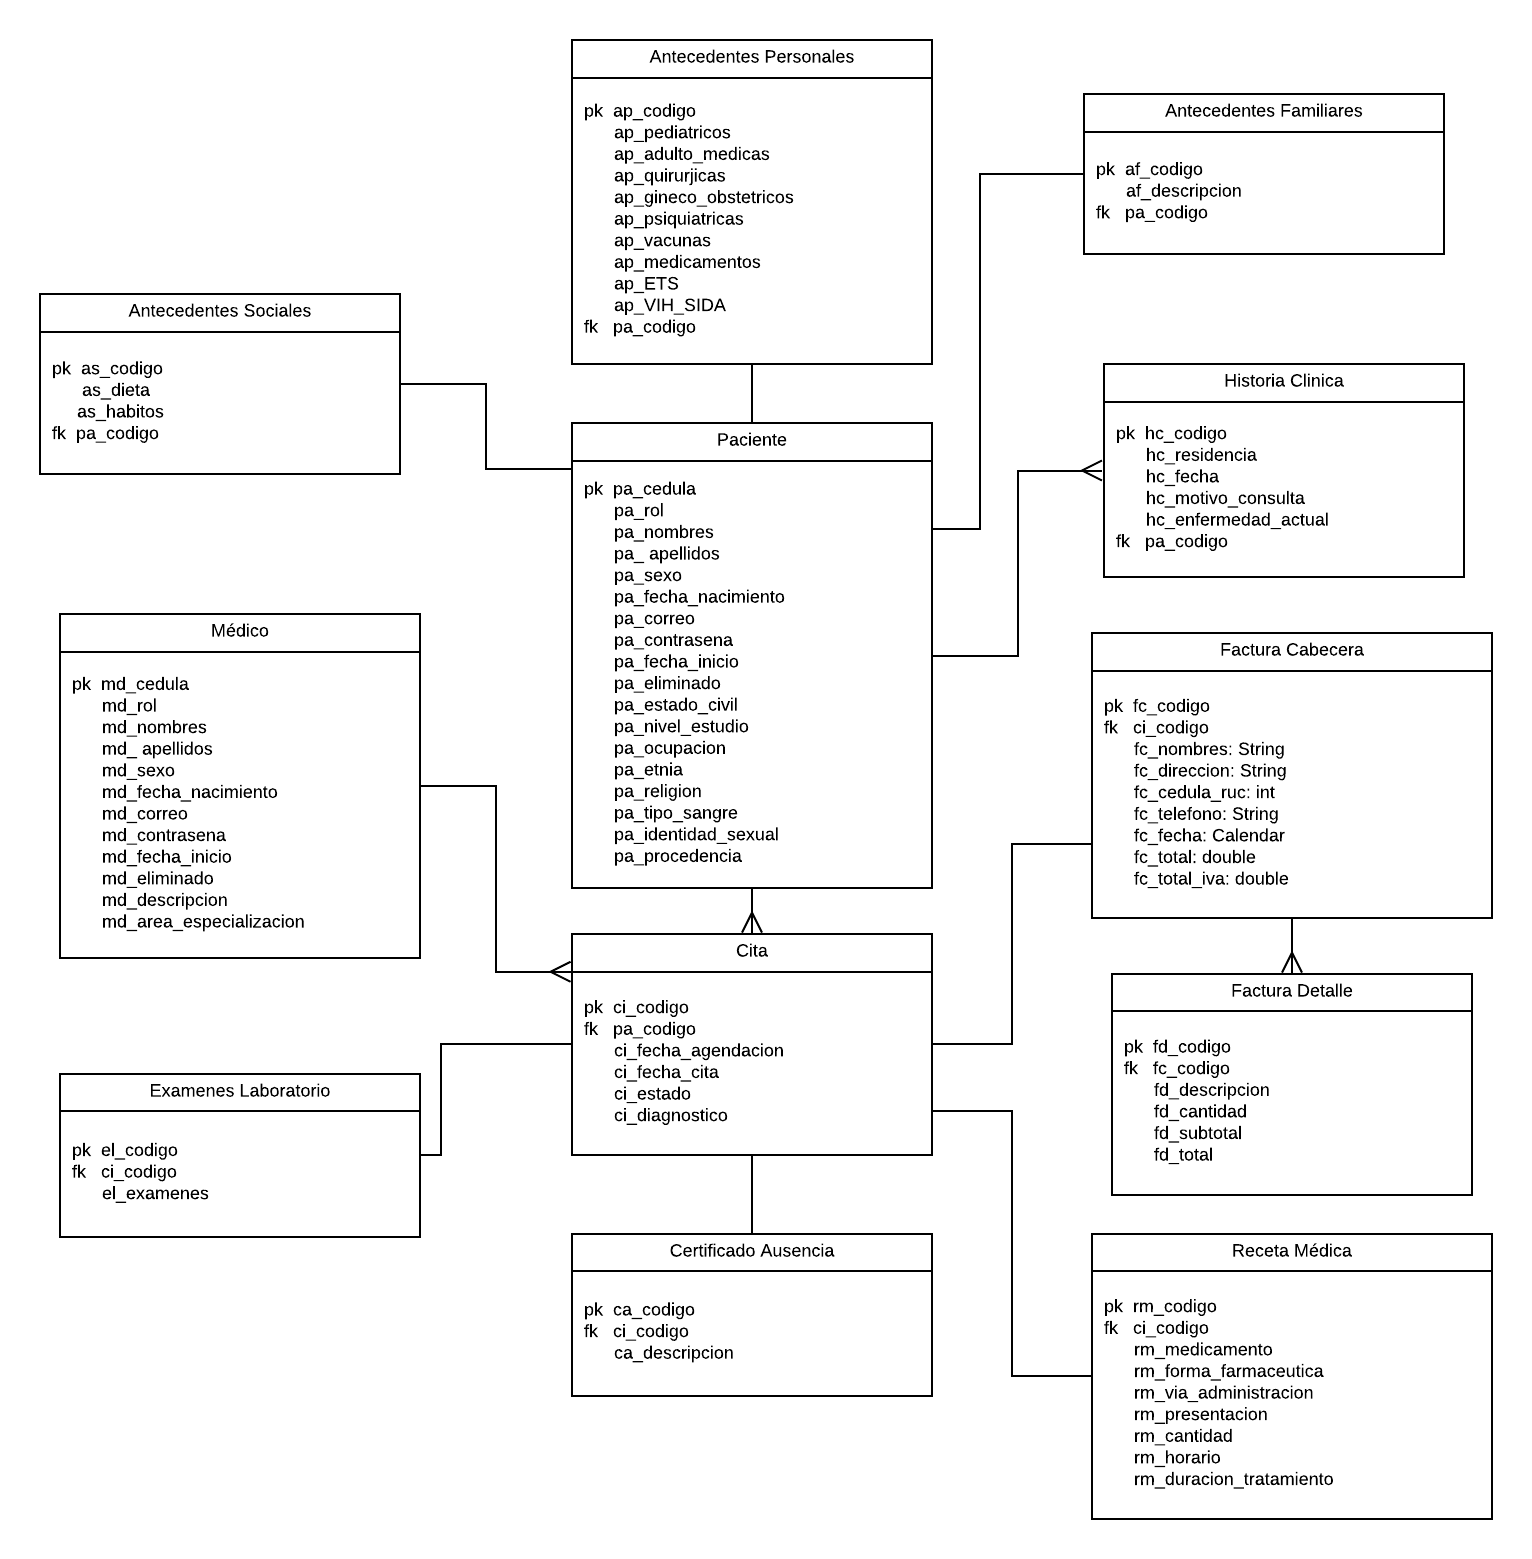 Antecedentes Personales
pk ap_codigo
ap_pediatricos
ap_adulto_medicas
ap_quirurjicas
ap_gineco_obstetricos
ap_psiquiatricas
ap_vacunas
ap_medicamentos
ap_ETS
ap_VIH_SIDA
fk pa_codigo
Antecedentes Familiares
pk af_codigo
af_descripcion
fk pa_codigo
Antecedentes Sociales
pk as_codigo
as_dieta
as_habitos
fk pa_codigo
Paciente
pk pa_cedula
pa_rol
pa_nombres
pa_ apellidos
pa_sexo
pa_fecha_nacimiento
pa_correo
pa_contrasena
pa_fecha_inicio
pa_eliminado
pa_estado_civil
pa_nivel_estudio
pa_ocupacion
pa_etnia
pa_religion
pa_tipo_sangre
pa_identidad_sexual
pa_procedencia
Historia Clinica
pk hc_codigo
hc_residencia
hc_fecha
hc_motivo_consulta
hc_enfermedad_actual
fk pa_codigo
Médico
pk md_cedula
md_rol
md_nombres
md_ apellidos
md_sexo
md_fecha_nacimiento
md_correo
md_contrasena
md_fecha_inicio
md_eliminado
md_descripcion
md_area_especializacion
Factura Cabecera
pk fc_codigo
fk ci_codigo
fc_nombres: String
fc_direccion: String
fc_cedula_ruc: int
fc_telefono: String
fc_fecha: Calendar
fc_total: double
fc_total_iva: double
Cita
pk ci_codigo
fk pa_codigo
ci_fecha_agendacion
ci_fecha_cita
ci_estado
ci_diagnostico
Factura Detalle
pk fd_codigo
fk fc_codigo
fd_descripcion
fd_cantidad
fd_subtotal
fd_total
Examenes Laboratorio
pk el_codigo
fk ci_codigo
el_examenes
Certificado Ausencia
pk ca_codigo
fk ci_codigo
ca_descripcion
Receta Médica
pk rm_codigo
fk ci_codigo
rm_medicamento
rm_forma_farmaceutica
rm_via_administracion
rm_presentacion
rm_cantidad
rm_horario
rm_duracion_tratamiento